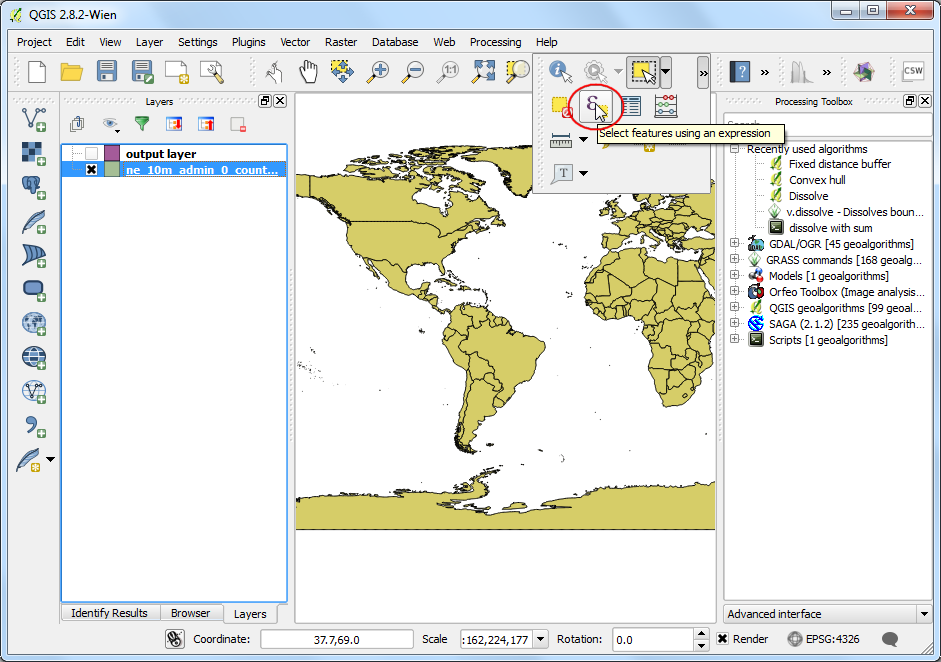 QGIS 2.8.2-Wien
Project Edit View Layer Settings Plugins Vector Raster Database Web Processing Help
1:1
»
?
»
»
CSW
Layers
Processing Toolbox
ε
Search...
Select features using an expression
T
output layer
ne_10m_admin_0_count...
Recently used algorithms
Fixed distance buffer
Convex hull
Dissolve
v.dissolve - Dissolves boun...
dissolve with sum
GDAL/OGR [45 geoalgorithms]
GRASS commands [168 geoalg...
Models [1 geoalgorithms]
Orfeo Toolbox (Image analysis...
QGIS geoalgorithms [99 geoal...
SAGA (2.1.2) [235 geoalgorith...
Scripts [1 geoalgorithms]
Identify Results Browser Layers
Advanced interface
Coordinate: 37.7,69.0 Scale :162,224,177 Rotation: 0.0 Render EPSG:4326